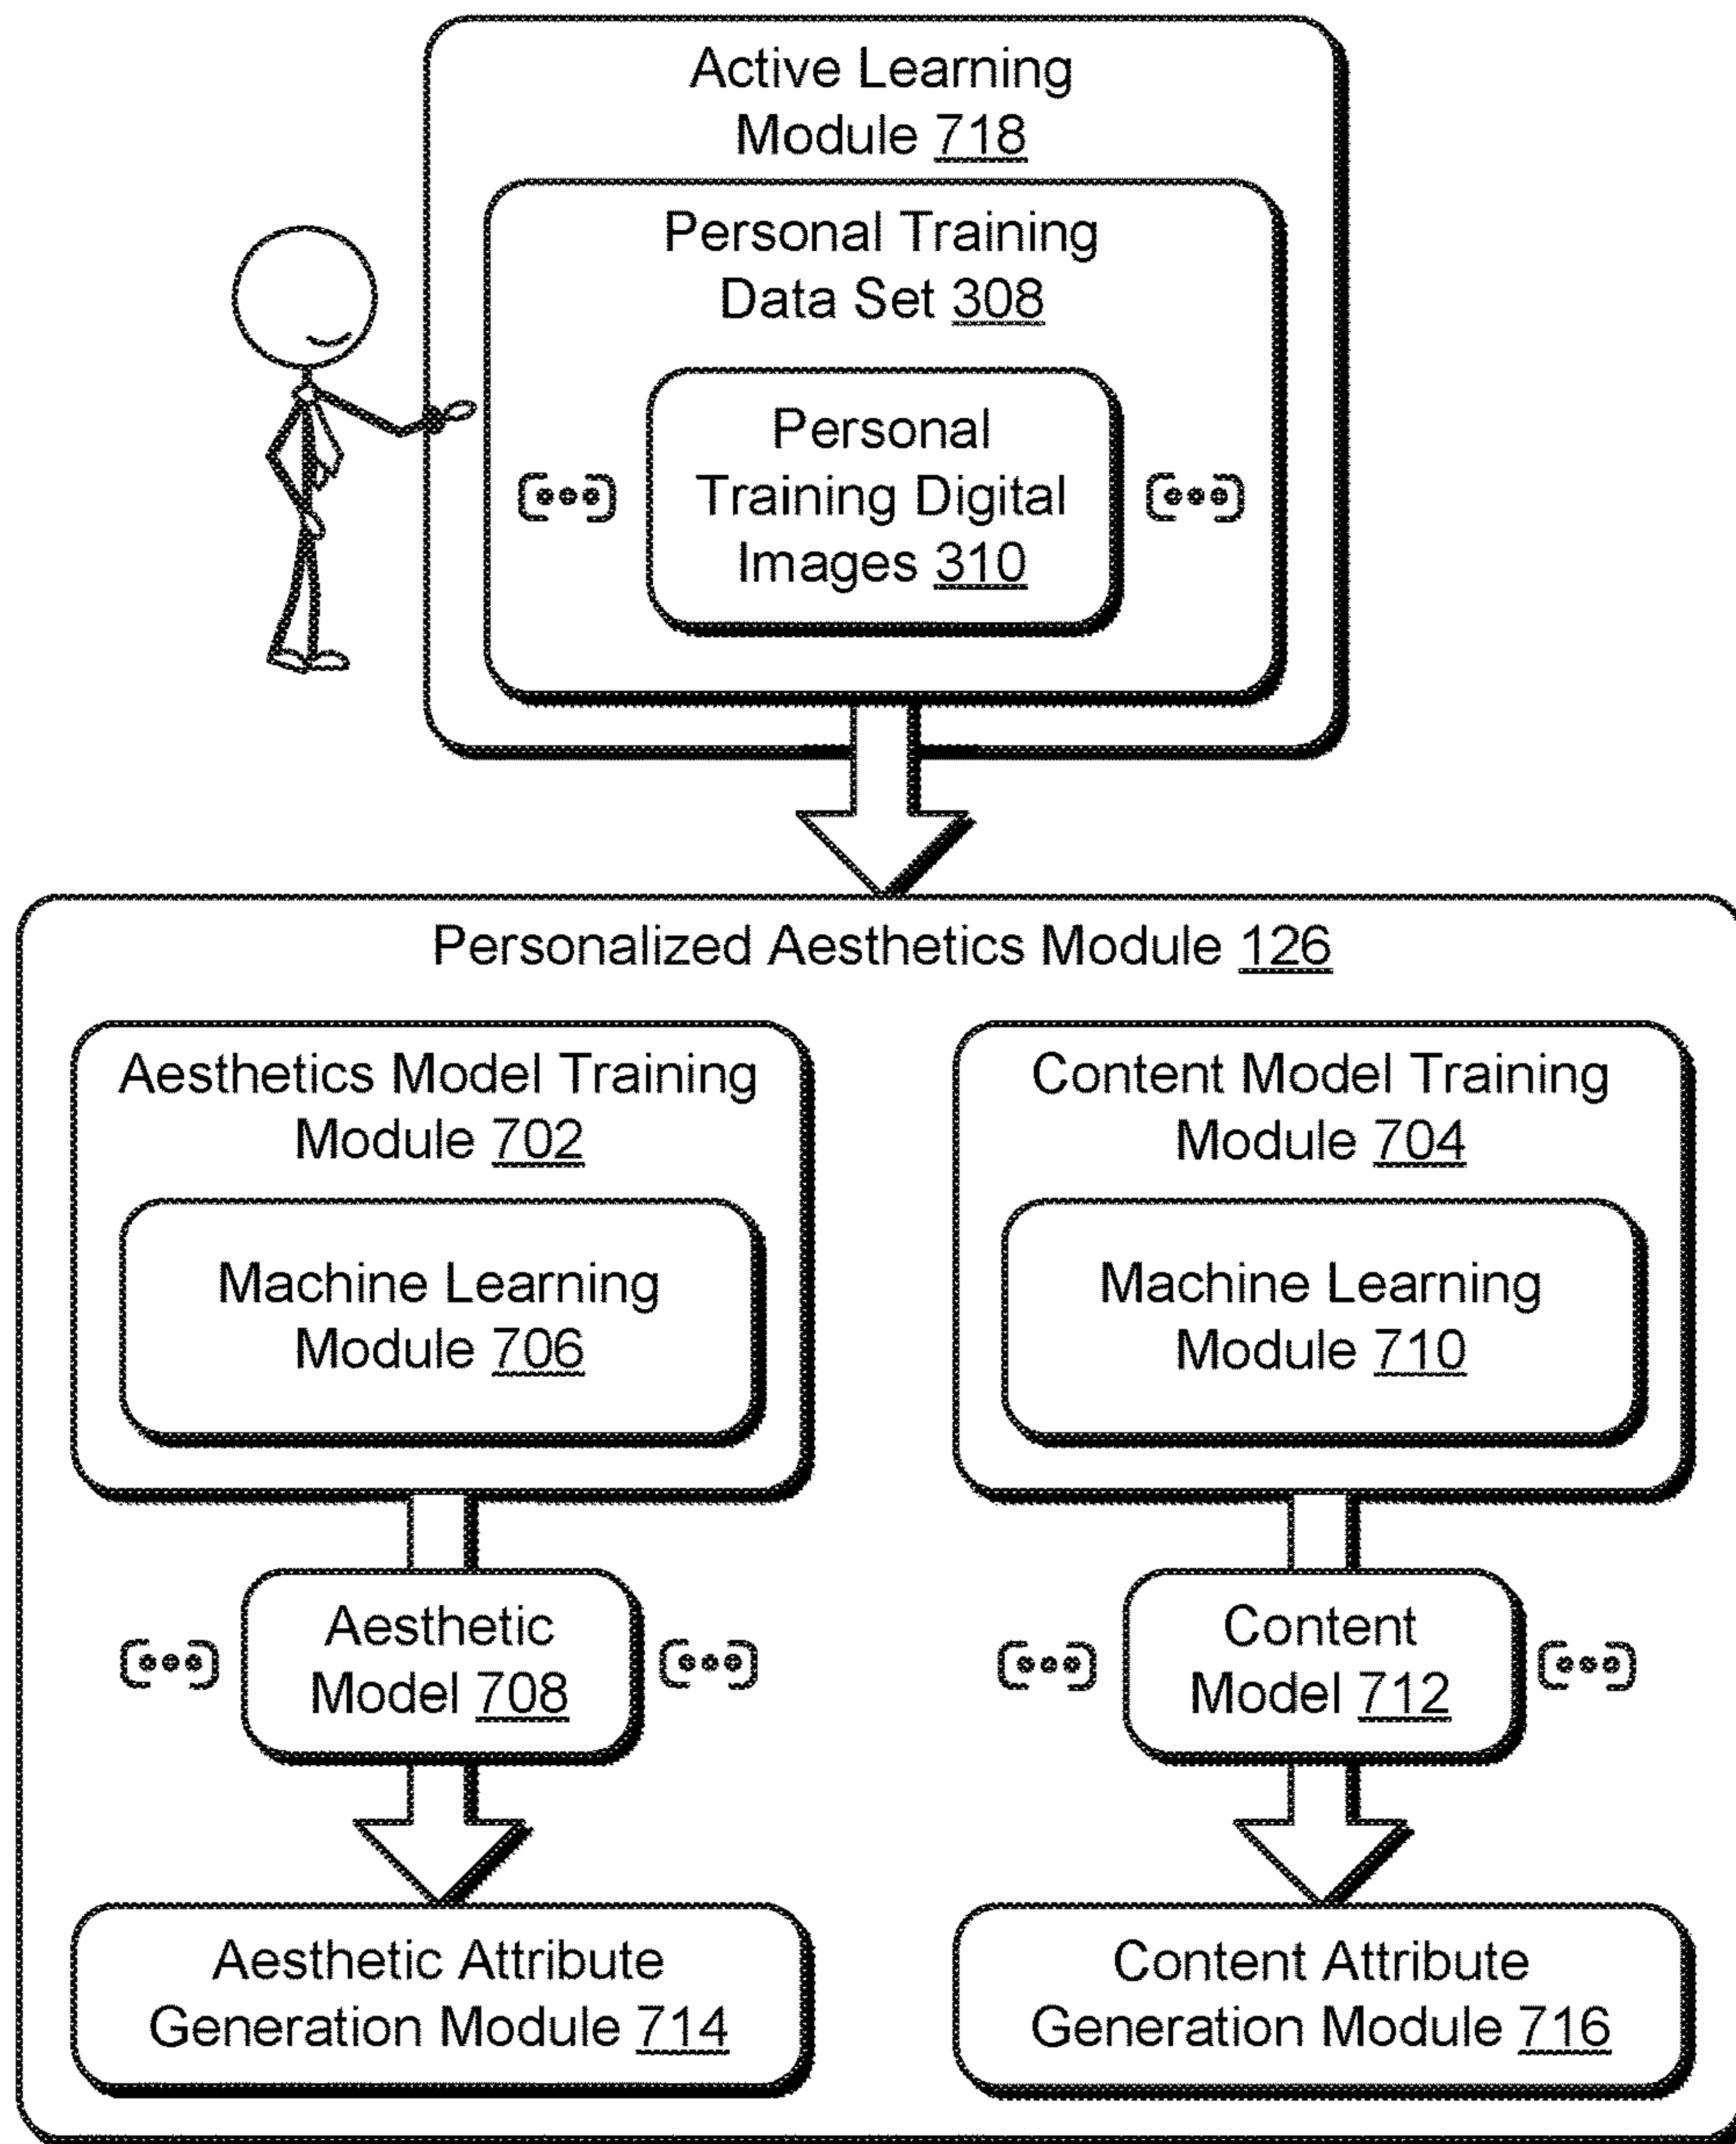 Active Learning
Module 718
Personal Training
Data Set 308
Personal
Training Digital
Images 310
Personalized Aesthetics Module 126
Aesthetics Model Training
Module 702
Machine Learning
Module 706
Content Model Training
Module 704
Machine Learning
Module 710
Aesthetic
Model 708
Content
Model 712
Aesthetic Attribute
Generation Module 714
Content Attribute
Generation Module 716